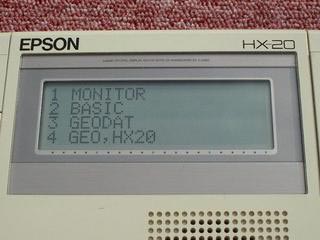 EPSON HX-20
1 MONITOR
2 BASIC
3 GEODAT
4 GEO,HX20